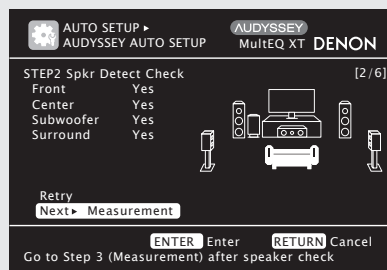 AUTO SETUP ▸
AUDYSSEY AUTO SETUP
AUDYSSEY
MultEQ XT DENON
STEP2 Spkr Detect Check [2/6]
Front Yes
Center Yes
Subwoofer Yes
Surround Yes
Retry
Next▸ Measurement
ENTER Enter RETURN Cancel
Go to Step 3 (Measurement) after speaker check